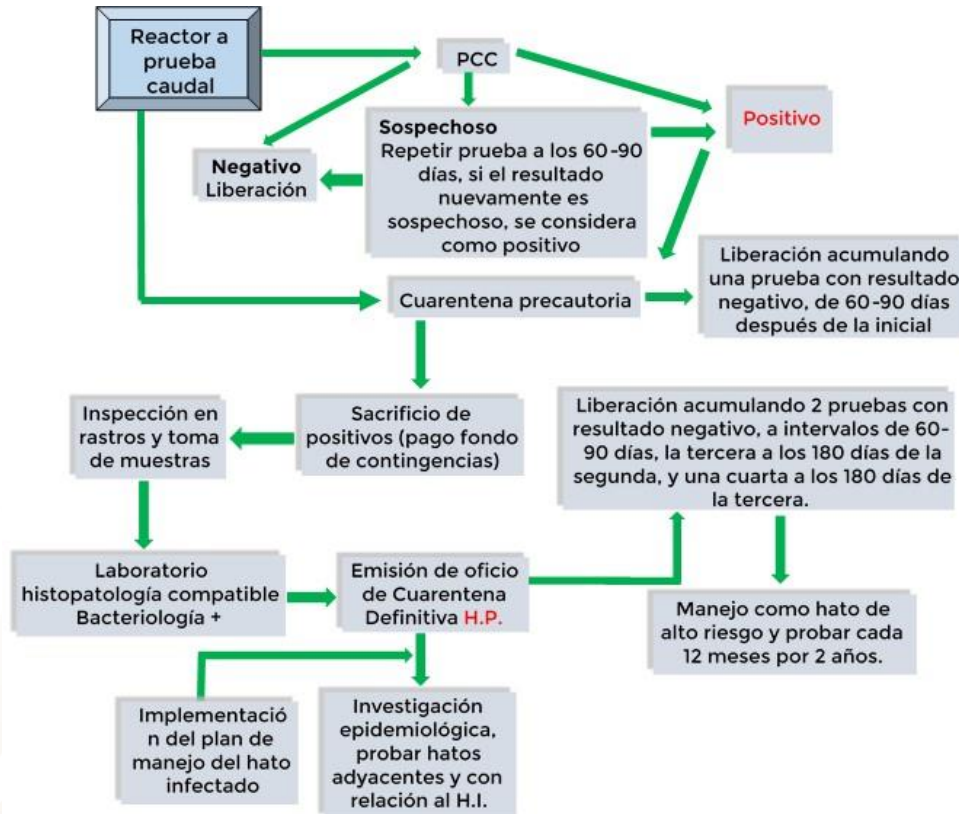 Reactor a
prueba
caudal
PCC
Positivo
Sospechoso
Repetir prueba a los 60-90
días, si el resultado
nuevamente es
sospechoso, se considera
como positivo
Negativo
Liberación
Liberación acumulando
una prueba con resultado
negativo, de 60-90 días
después de la inicial
Cuarentena precautoria
Inspección en
rastros y toma
de muestras
Sacrificio de
positivos (pago fondo
de contingencias)
Liberación acumulando 2 pruebas con
resultado negativo, a intervalos de 60-
90 días, la tercera a los 180 días de la
segunda, y una cuarta a los 180 días de
la tercera.
Laboratorio
histopatología compatible
Bacteriología +
Emisión de oficio
de Cuarentena
Definitiva H.P.
Manejo como hato de
alto riesgo y probar cada
12 meses por 2 años.
Implementació
n del plan de
manejo del hato
infectado
Investigación
epidemiológica,
probar hatos
adyacentes y con
relación al H.I.